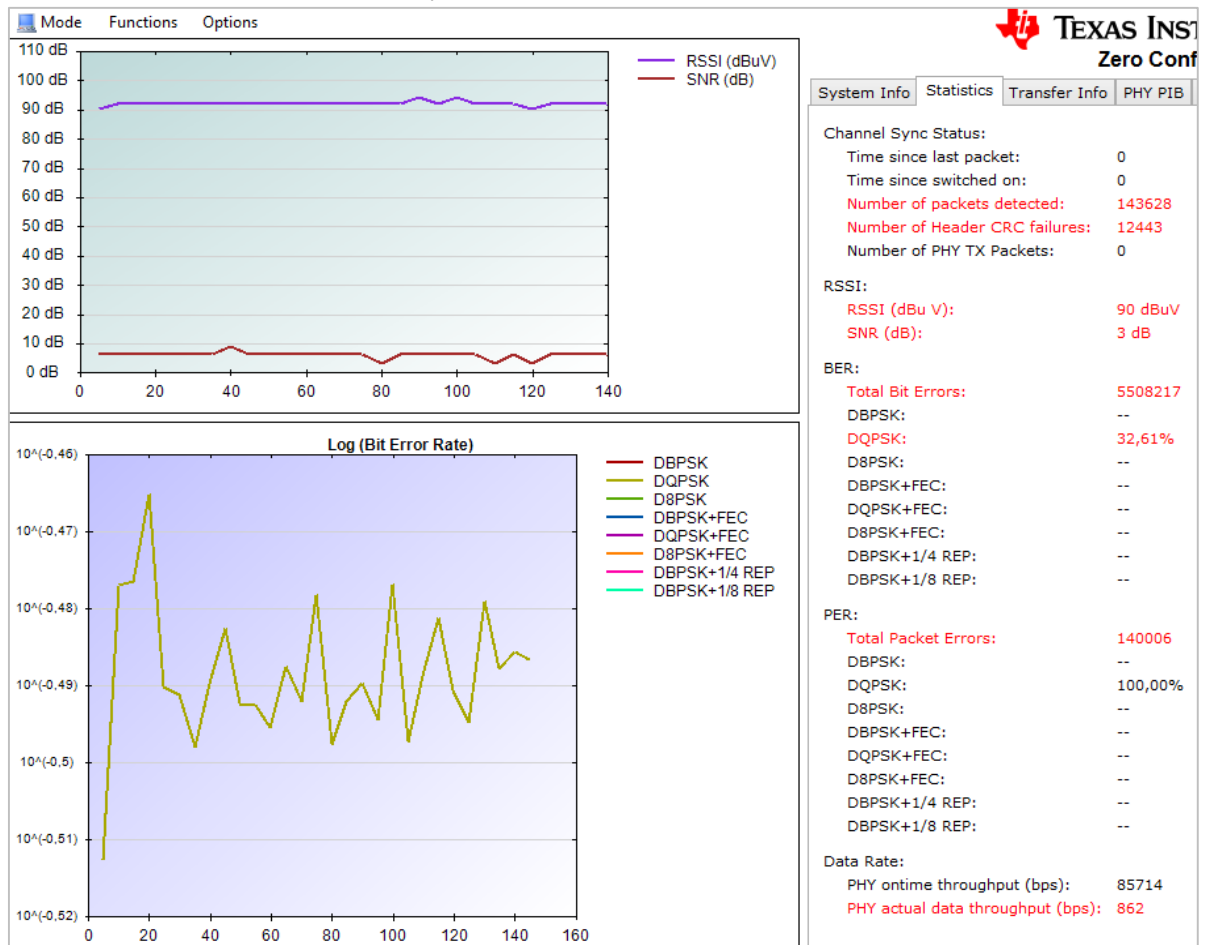 Mode Functions Options
TEXAS INST
Zero Conf
110 dB
100 dB
90 dB
80 dB
70 dB
60 dB
50 dB
40 dB
30 dB
20 dB
10 dB
0 dB
0 20 40 60 80 100 120 140
RSSI (dBuV)
SNR (dB)
Log (Bit Error Rate)
10^(-0,46)
10^(-0,47)
10^(-0,48)
10^(-0,49)
10^(-0,5)
10^(-0,51)
10^(-0,52)
0 20 40 60 80 100 120 140 160
DBPSK
DQPSK
D8PSK
DBPSK+FEC
DQPSK+FEC
D8PSK+FEC
DBPSK+1/4 REP
DBPSK+1/8 REP
System Info Statistics Transfer Info PHY PIB
Channel Sync Status:
Time since last packet: 0
Time since switched on: 0
Number of packets detected: 143628
Number of Header CRC failures: 12443
Number of PHY TX Packets: 0
RSSI:
RSSI (dBu V): 90 dBuV
SNR (dB): 3 dB
BER:
Total Bit Errors: 5508217
DBPSK: --
DQPSK: 32,61%
D8PSK: --
DBPSK+FEC: --
DQPSK+FEC: --
D8PSK+FEC: --
DBPSK+1/4 REP: --
DBPSK+1/8 REP: --
PER:
Total Packet Errors: 140006
DBPSK: --
DQPSK: 100,00%
D8PSK: --
DBPSK+FEC: --
DQPSK+FEC: --
D8PSK+FEC: --
DBPSK+1/4 REP: --
DBPSK+1/8 REP: --
Data Rate:
PHY ontime throughput (bps): 85714
PHY actual data throughput (bps): 862